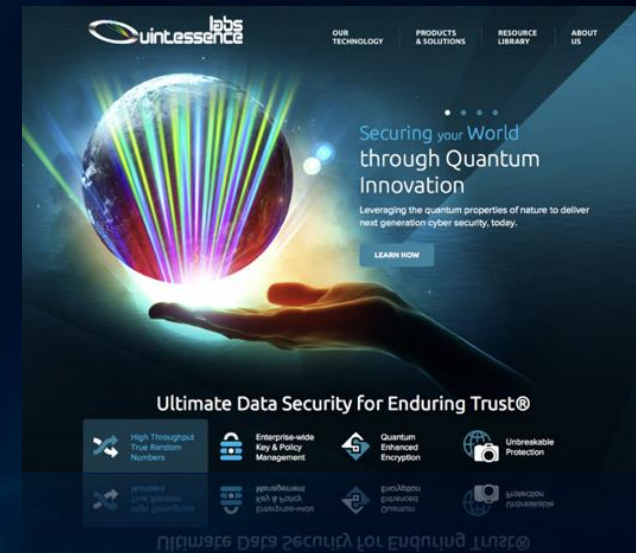 Quintessence labs
OUR
TECHNOLOGY
PRODUCTS
& SOLUTIONS
RESOURCE
LIBRARY
ABOUT
US
Securing your World
through Quantum
Innovation
Leveraging the quantum properties of nature to deliver
next generation cyber security, today.
LEARN HOW
Ultimate Data Security for Enduring Trust®
High Throughput
True Random
Numbers
Enterprise-wide
Key & Policy
Management
Quantum
Enhanced
Encryption
Unbreakable
Protection